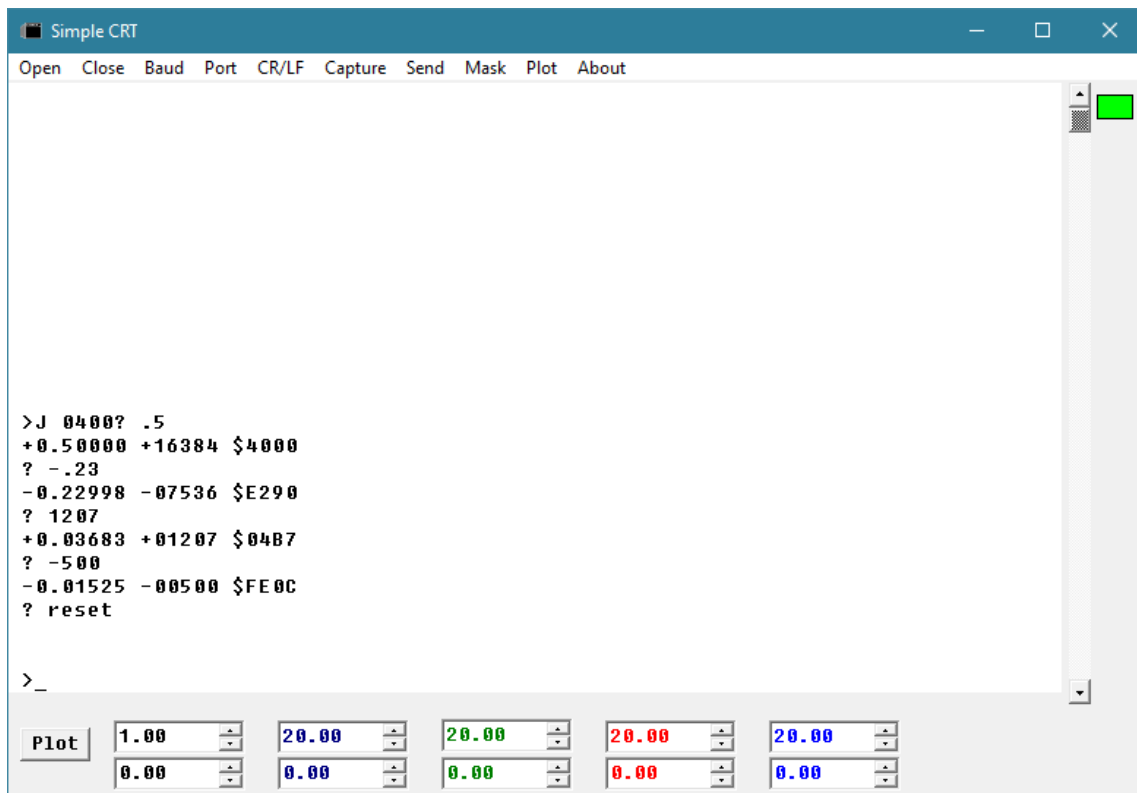 Simple CRT
Open Close Baud Port CR/LF Capture Send Mask Plot About
>J 0400? .5
+0.50000 +16384 $4000
? -.23
-0.22998 -07536 $E290
? 1207
+0.03683 +01207 $04B7
? -500
-0.01525 -00500 $FE0C
? reset
>_
Plot 1.00 20.00 20.00 20.00 20.00
0.00 0.00 0.00 0.00 0.00